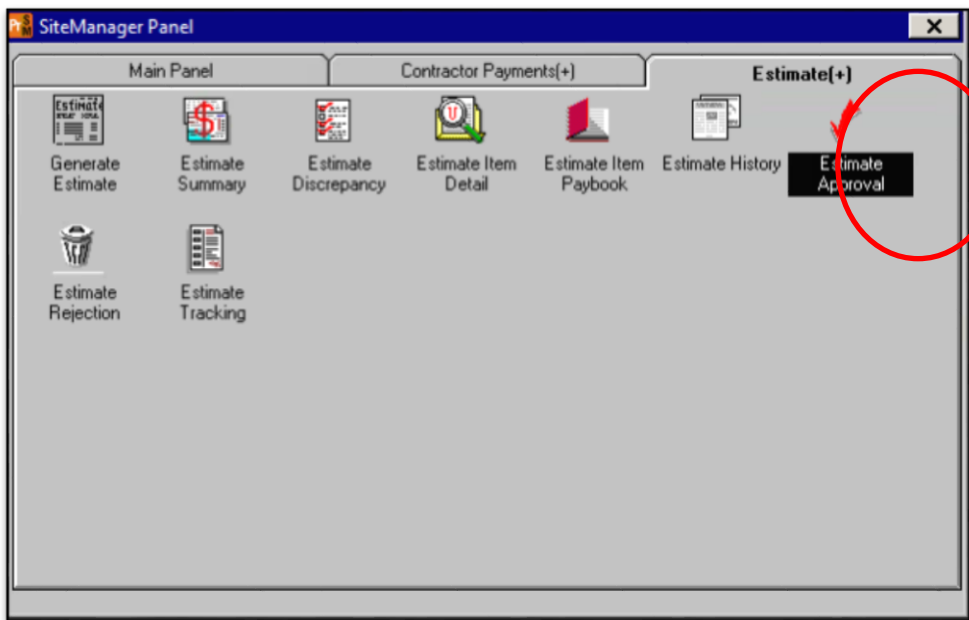 SiteManager Panel
Main Panel
Contractor Payments(+)
Estimate(+)
Generate
Estimate
Estimate
Summary
Estimate
Discrepancy
Estimate Item
Detail
Estimate Item
Paybook
Estimate History
Estimate
Approval
Estimate
Rejection
Estimate
Tracking